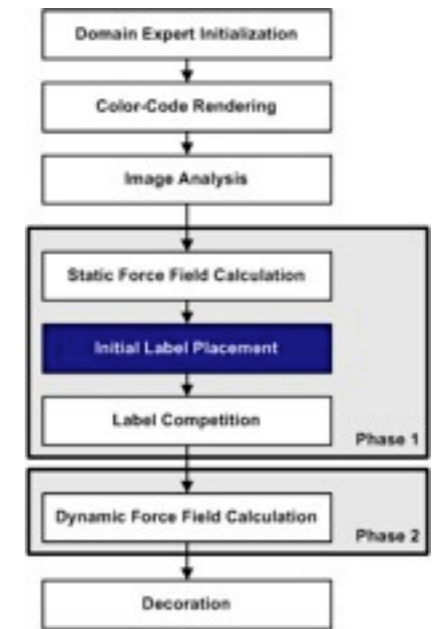 Domain Expert Initialization
Color-Code Rendering
Image Analysis
Static Force Field Calculation
Initial Label Placement
Label Competition
Phase 1
Dynamic Force Field Calculation
Phase 2
Decoration